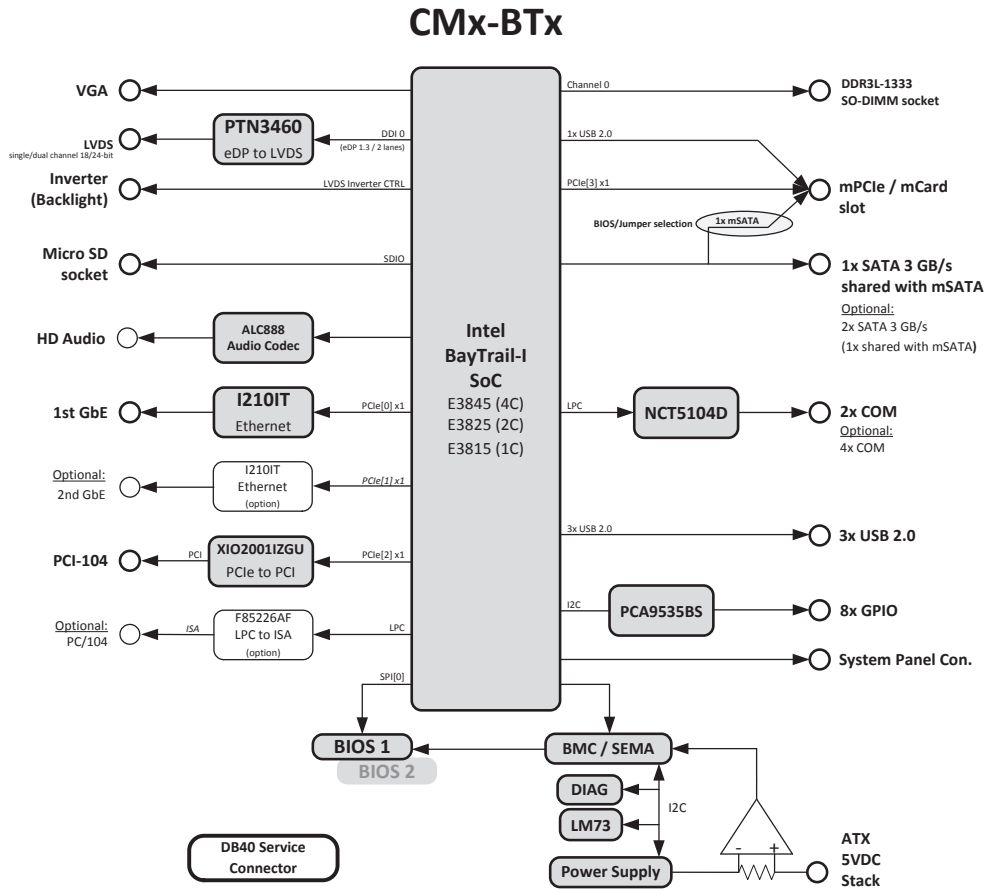 CMx-BTx
VGA
LVDS
single/dual channel 18/24-bit
PTN3460
eDP to LVDS
DDI 0
(eDP 1.3 / 2 lanes)
Inverter
(Backlight)
LVDS Inverter CTRL
Micro SD
socket
SDIO
HD Audio
ALC888
Audio Codec
1st GbE
I210IT
Ethernet
PCIe[0] x1
Optional:
2nd GbE
I210IT
Ethernet
(option)
PCIe[1] x1
PCI-104
PCI
XIO2001IZGU
PCIe to PCI
PCIe[2] x1
Optional:
PC/104
ISA
F85226AF
LPC to ISA
(option)
LPC
SPI[0]
Intel
BayTrail-I
SoC
E3845 (4C)
E3825 (2C)
E3815 (1C)
Channel 0
DDR3L-1333
SO-DIMM socket
1x USB 2.0
PCIe[3] x1
mPCIe / mCard
slot
BIOS/Jumper selection
1x mSATA
1x SATA 3 GB/s
shared with mSATA
Optional:
2x SATA 3 GB/s
(1x shared with mSATA)
LPC
NCT5104D
2x COM
Optional:
4x COM
3x USB 2.0
3x USB 2.0
I2C
PCA9535BS
8x GPIO
System Panel Con.
BIOS 1
BIOS 2
BMC / SEMA
DIAG
I2C
LM73
Power Supply
- +
ATX
5VDC
Stack
DB40 Service
Connector